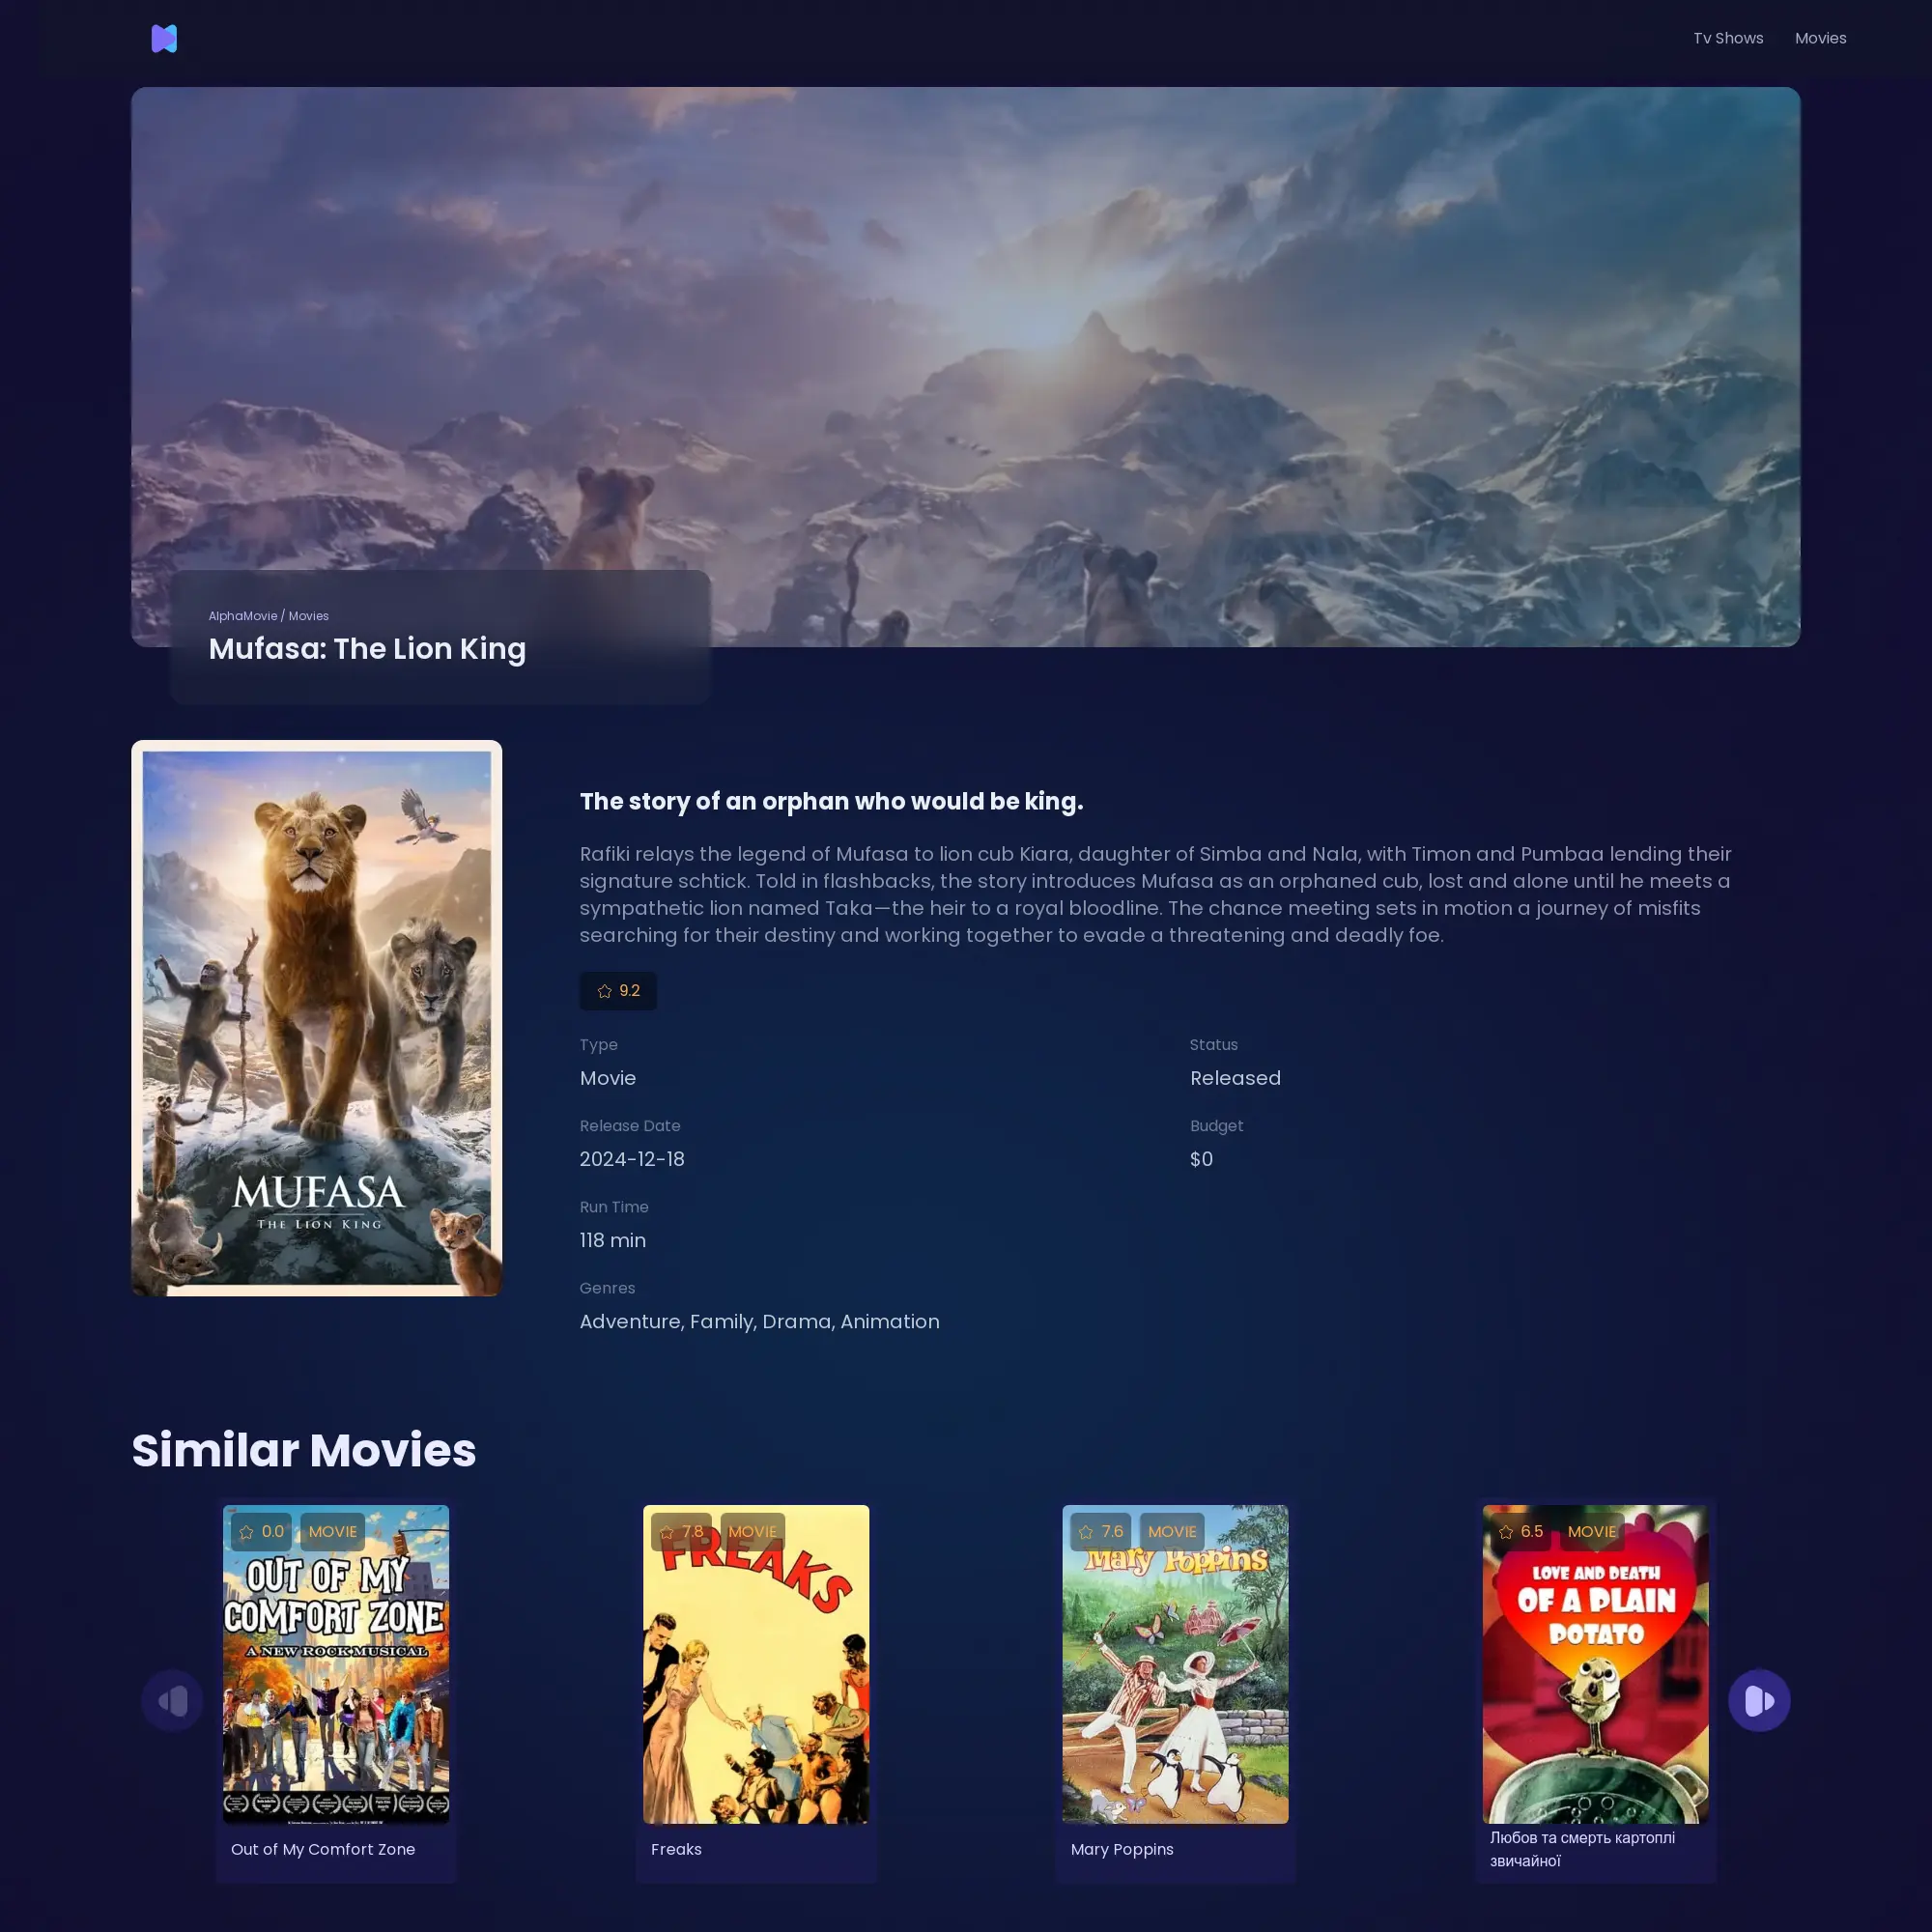 Tv Shows Movies
AlphaMovie / Movies
Mufasa: The Lion King
MUFASA
THE LION KING
The story of an orphan who would be king.
Rafiki relays the legend of Mufasa to lion cub Kiara, daughter of Simba and Nala, with Timon and Pumbaa lending their
signature schtick. Told in flashbacks, the story introduces Mufasa as an orphaned cub, lost and alone until he meets a
sympathetic lion named Taka—the heir to a royal bloodline. The chance meeting sets in motion a journey of misfits
searching for their destiny and working together to evade a threatening and deadly foe.
9.2
Type
Movie
Status
Released
Release Date
2024-12-18
Budget
$0
Run Time
118 min
Genres
Adventure, Family, Drama, Animation
Similar Movies
0.0 MOVIE
OUT OF MY
COMFORT ZONE
A NEW ROCK MUSICAL
Out of My Comfort Zone
7.8 MOVIE
FREAKS
Freaks
7.6 MOVIE
Mary Poppins
Mary Poppins
6.5 MOVIE
LOVE AND DEATH
OF A PLAIN
POTATO
Любов та смерть картоплі
звичайної